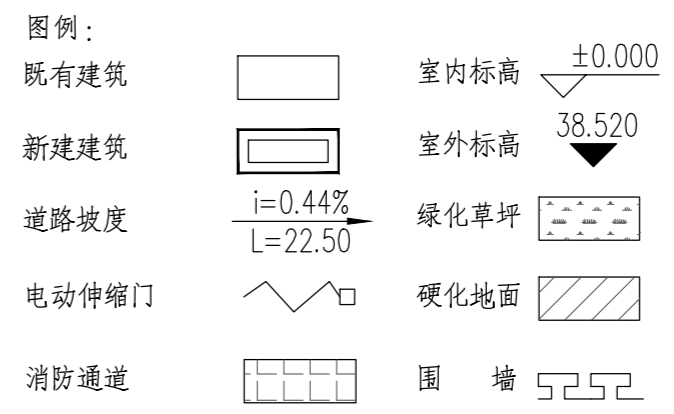 图例:
既有建筑
室内标高
±0.000
新建建筑
室外标高
38.520
道路坡度
i=0.44%
L=22.50
绿化草坪
电动伸缩门
硬化地面
消防通道
围 墙